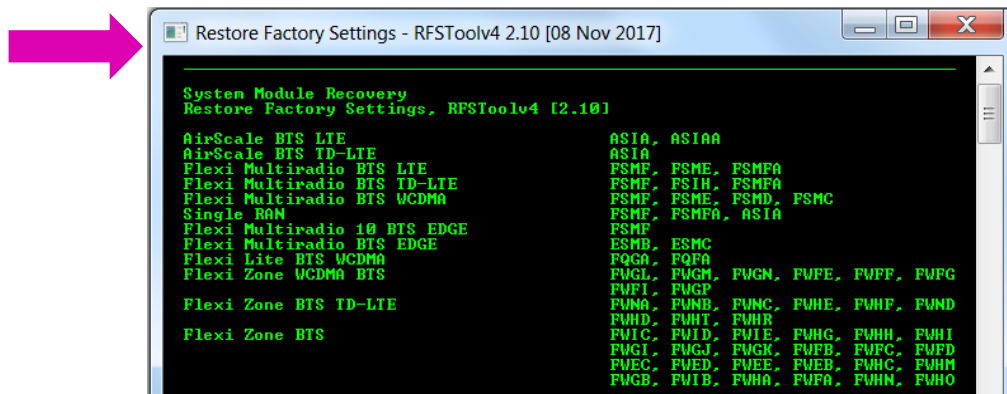 Restore Factory Settings - RFSToolv4 2.10 [08 Nov 2017]
System Module Recovery
Restore Factory Settings, RFSToolv4 [2.10]
AirScale BTS LTE ASIA, ASIAA
AirScale BTS TD-LTE ASIA
Flexi Multiradio BTS LTE FSMF, FSME, FSMFA
Flexi Multiradio BTS TD-LTE FSMF, FSIH, FSMFA
Flexi Multiradio BTS WCDMA FSMF, FSME, FSMD, FSMC
Single RAN FSMF, FSMFA, ASIA
Flexi Multiradio 10 BTS EDGE FSMF
Flexi Multiradio BTS EDGE ESMB, ESMC
Flexi Lite BTS WCDMA FQGA, FQFA
Flexi Zone WCDMA BTS FWGL, FWGM, FWGN, FWFE, FWFF, FWFG
FWFI, FWGP
Flexi Zone BTS TD-LTE FWNA, FWNB, FWNC, FWHE, FWHF, FWND
FWHD, FWHT, FWHR
Flexi Zone BTS FWIC, FWID, FWIE, FWHG, FWHH, FWHI
FWGI, FWGJ, FWGK, FWFB, FWFC, FWFD
FWEC, FWED, FWEE, FWEB, FWHC, FWHM
FWGB, FWIB, FWHA, FWFA, FWHN, FWHO